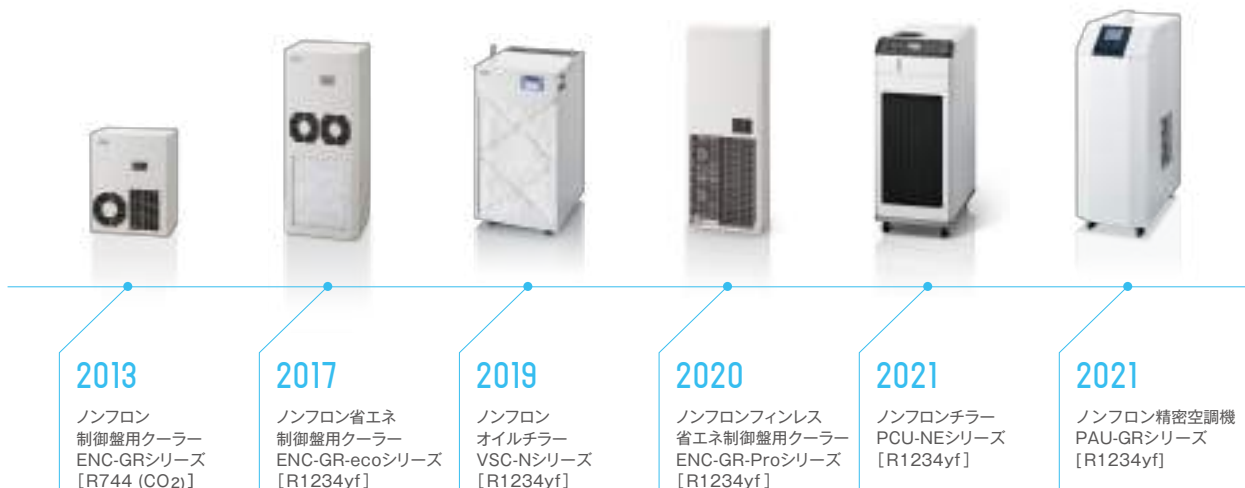 2013
ノンフロン
制御盤用クーラー
ENC-GRシリーズ
[R744 (CO2)]
2017
ノンフロン省エネ
制御盤用クーラー
ENC-GR-ecoシリーズ
[R1234yf]
2019
ノンフロン
オイルチラー
VSC-Nシリーズ
[R1234yf]
2020
ノンフロンフィンレス
省エネ制御盤用クーラー
ENC-GR-Proシリーズ
[R1234yf]
2021
ノンフロンチラー
PCU-NEシリーズ
[R1234yf]
2021
ノンフロン精密空調機
PAU-GRシリーズ
[R1234yf]